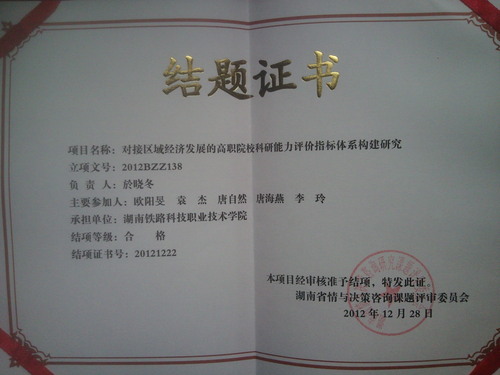 结题证书
项目名称：对接区域经济发展的高职院校科研能力评价指标体系构建研究
立项文号：2012BZZ138
负 责 人：於晓冬
主要参加人：欧阳旻 袁 杰 唐自然 唐海燕 李 玲
承担单位：湖南铁路科技职业技术学院
结项等级：合 格
结项证书号：20121222
本项目经审核准予结项，特发此证。
湖南省情与决策咨询课题评审委员会
2012 年 12 月 28 日